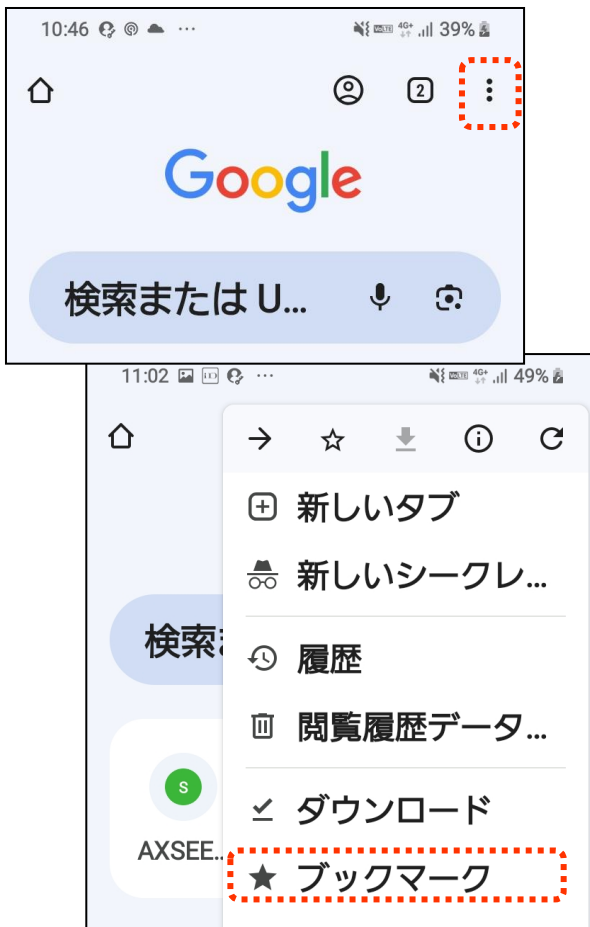 10:46 ··· 4G+ 39%
2
Google
検索または U...
11:02 ··· 4G+ 49%
新しいタブ
新しいシークレ...
検索
履歴
閲覧履歴データ...
S
ダウンロード
AXSEE..
ブックマーク